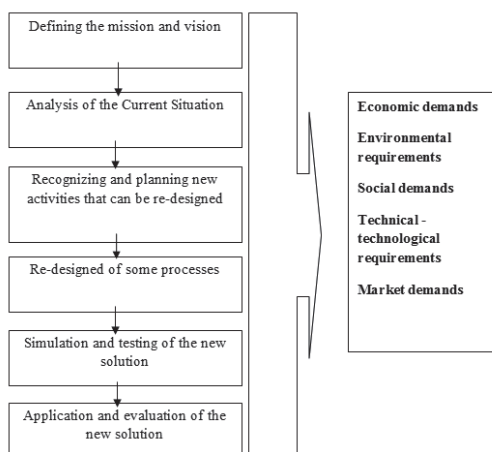 Defining the mission and vision
Analysis of the Current Situation
Recognizing and planning new
activities that can be re-designed
Re-designed of some processes
Simulation and testing of the new
solution
Application and evaluation of the
new solution
Economic demands
Environmental
requirements
Social demands
Technical -
technological
requirements
Market demands